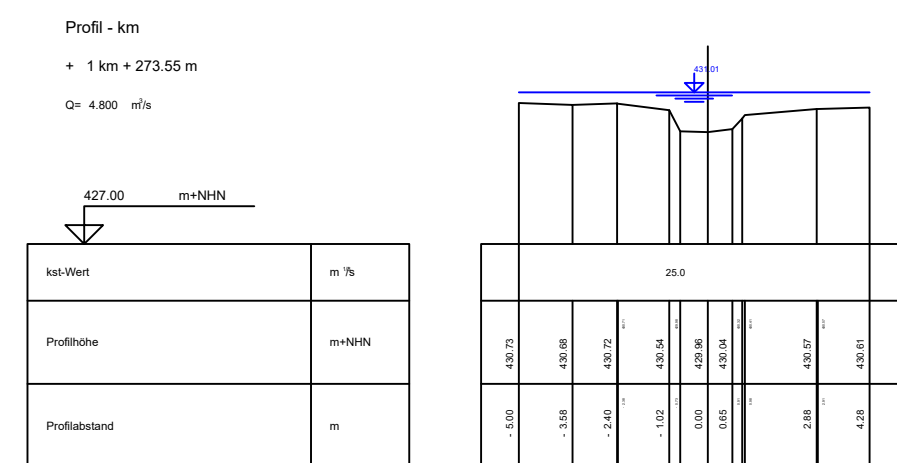 Profil - km
+ 1 km + 273.55 m
Q= 4.800 m³/s
431.01
427.00 m+NHN
kst-Wert m ⅓/s 25.0
Profilhöhe m+NHN 430.73 430.68 430.72 430.54 429.96 430.04 430.57 430.61
Profilabstand m - 5.00 - 3.58 - 2.40 - 1.02 0.00 0.65 2.88 4.28